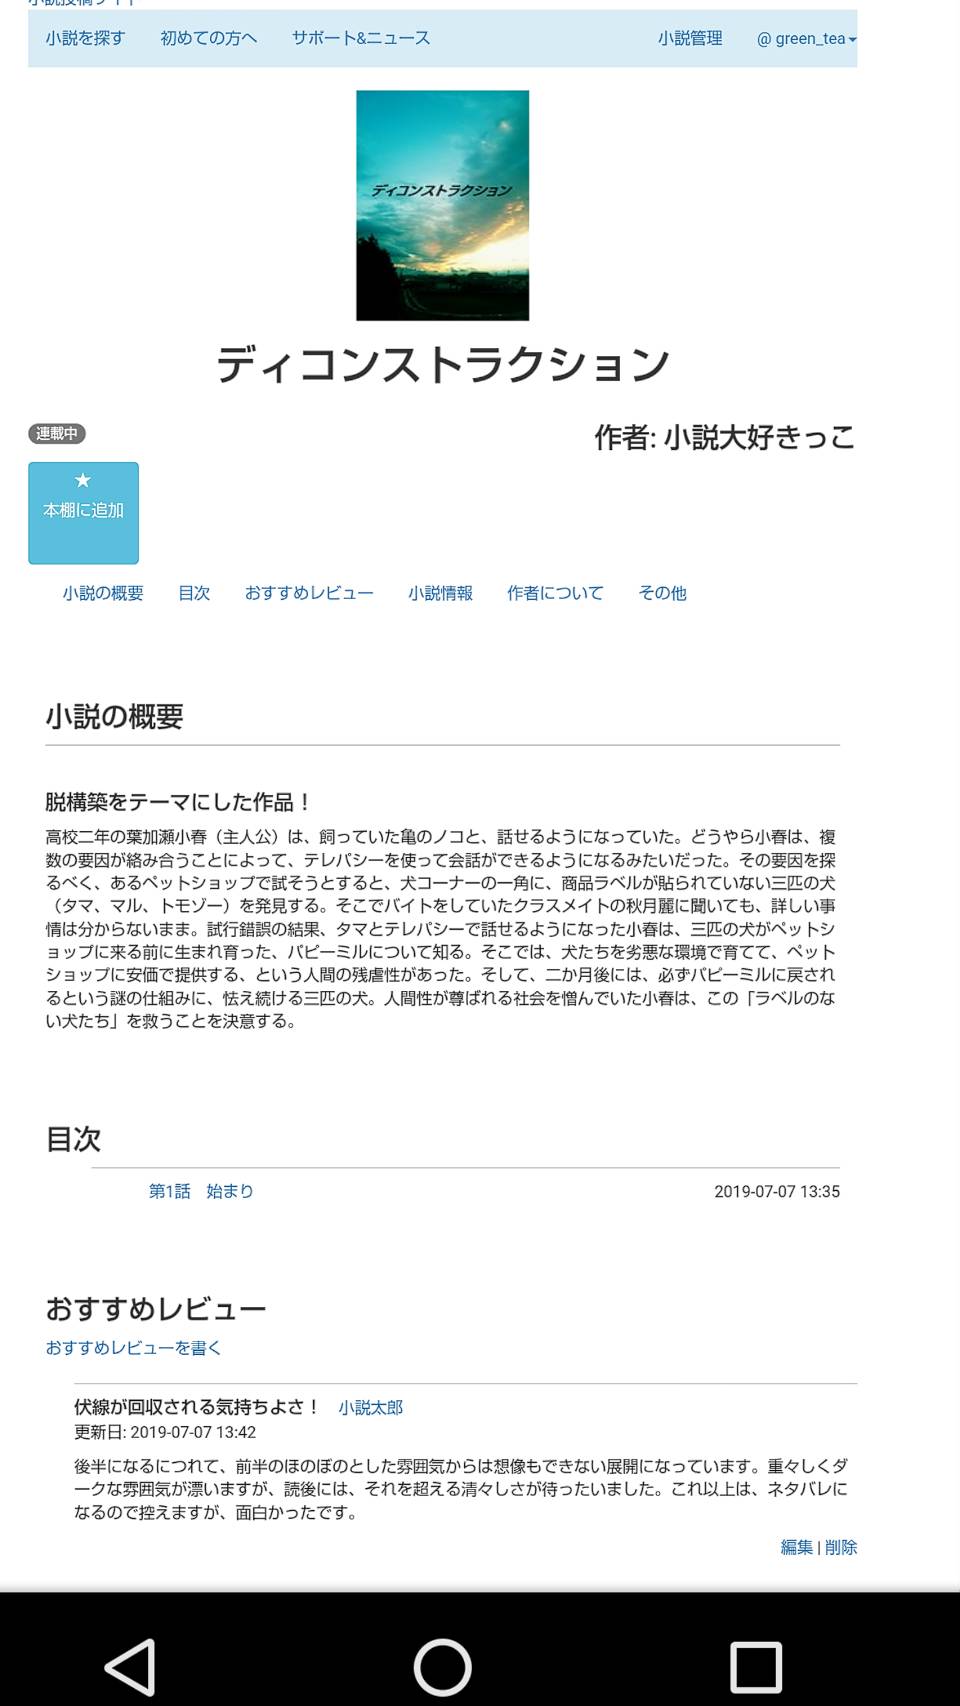 小説投稿サイト
小説を探す 初めての方へ サポート&ニュース 小説管理 @ green_tea
ディコンストラクション
ディコンストラクション
連載中
作者: 小説大好きっこ
★
本棚に追加
小説の概要 目次 おすすめレビュー 小説情報 作者について その他
小説の概要
脱構築をテーマにした作品！
高校二年の葉加瀬小春（主人公）は、飼っていた亀のノコと、話せるようになっていた。どうやら小春は、複
数の要因が絡み合うことによって、テレパシーを使って会話ができるようになるみたいだった。その要因を探
るべく、あるペットショップで試そうとすると、犬コーナーの一角に、商品ラベルが貼られていない三匹の犬
（タマ、マル、トモゾー）を発見する。そこでバイトをしていたクラスメイトの秋月麗に聞いても、詳しい事
情は分からないまま。試行錯誤の結果、タマとテレパシーで話せるようになった小春は、三匹の犬がペットシ
ョップに来る前に生まれ育った、パピーミルについて知る。そこでは、犬たちを劣悪な環境で育てて、ペット
ショップに安価で提供する、という人間の残虐性があった。そして、二か月後には、必ずパピーミルに戻され
るという謎の仕組みに、怯え続ける三匹の犬。人間性が尊ばれる社会を憎んでいた小春は、この「ラベルのな
い犬たち」を救うことを決意する。
目次
第1話　始まり 2019-07-07 13:35
おすすめレビュー
おすすめレビューを書く
伏線が回収される気持ちよさ！ 小説太郎
更新日: 2019-07-07 13:42
後半になるにつれて、前半のほのぼのとした雰囲気からは想像もできない展開になっています。重々しくダ
ークな雰囲気が漂いますが、読後には、それを超える清々しさが待ったいました。これ以上は、ネタバレに
なるので控えますが、面白かったです。
編集 | 削除